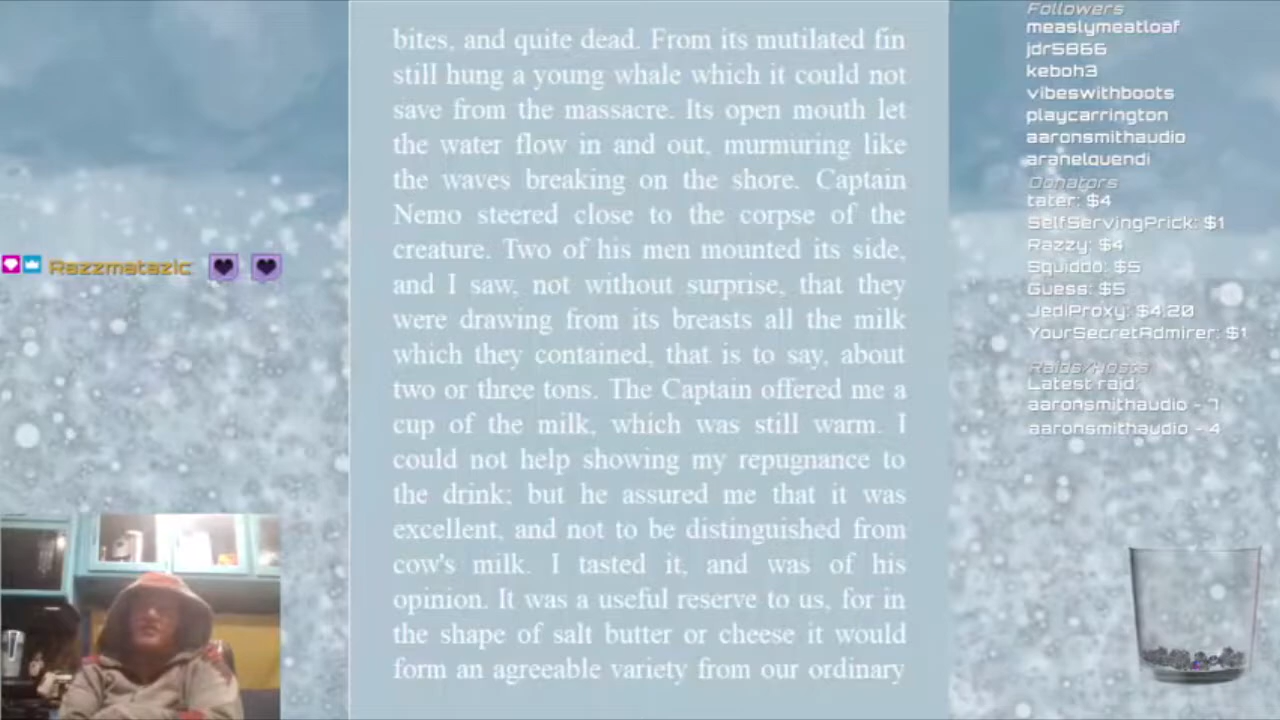 bites, and quite dead. From its mutilated fin
still hung a young whale which it could not
save from the massacre. Its open mouth let
the water flow in and out, murmuring like
the waves breaking on the shore. Captain
Nemo steered close to the corpse of the
creature. Two of his men mounted its side,
and I saw, not without surprise, that they
were drawing from its breasts all the milk
which they contained, that is to say, about
two or three tons. The Captain offered me a
cup of the milk, which was still warm. I
could not help showing my repugnance to
the drink; but he assured me that it was
excellent, and not to be distinguished from
cow's milk. I tasted it, and was of his
opinion. It was a useful reserve to us, for in
the shape of salt butter or cheese it would
form an agreeable variety from our ordinary
Razzmatazic
Followers
measlymeatloaf
jdr5866
keboh3
vibeswithboots
playcarrington
aaronsmithaudio
aranelquendi
Donators
tater: $4
SelfServingPrick: $1
Razzy: $4
Squiddo: $5
Guess: $5
JediProxy: $4.20
YourSecretAdmirer: $1
Raids/Hosts
Latest raid:
aaronsmithaudio - 7
aaronsmithaudio - 4